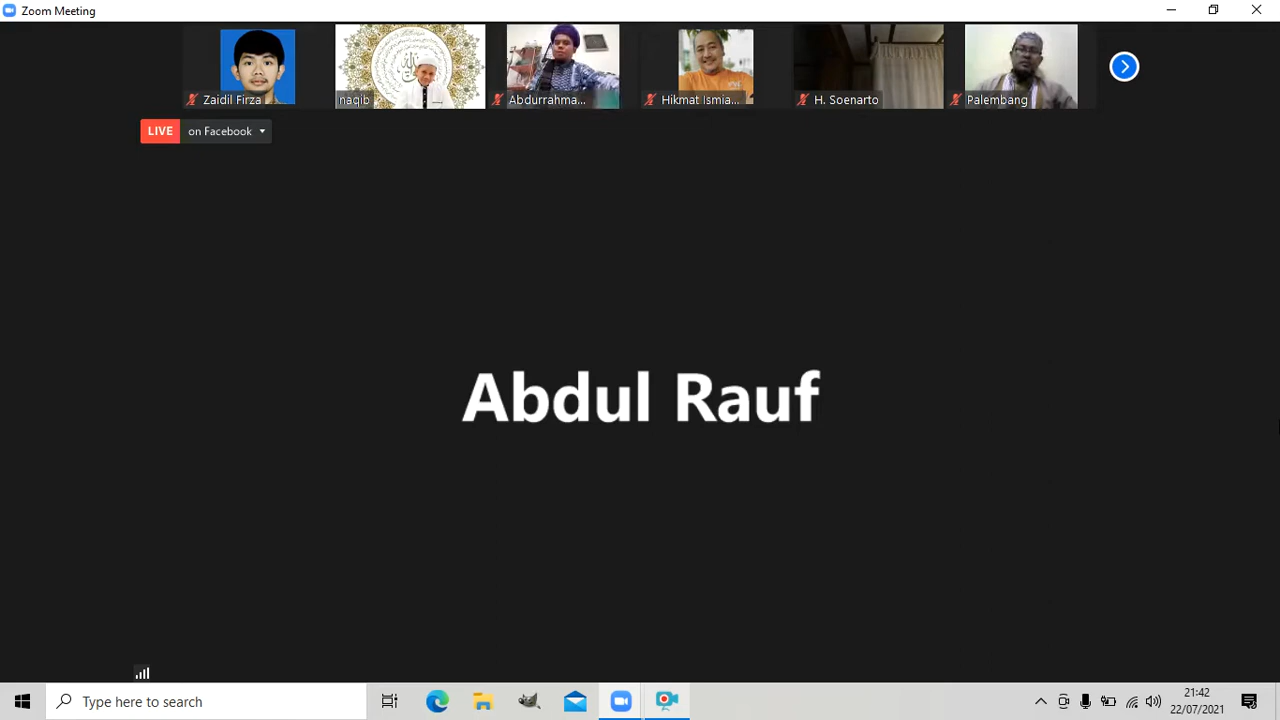 Zoom Meeting
Zaidil Firza
naqib
Abdurrahma...
Hikmat Ismia...
H. Soenarto
Palembang
LIVE on Facebook
Abdul Rauf
Type here to search
21:42
22/07/2021